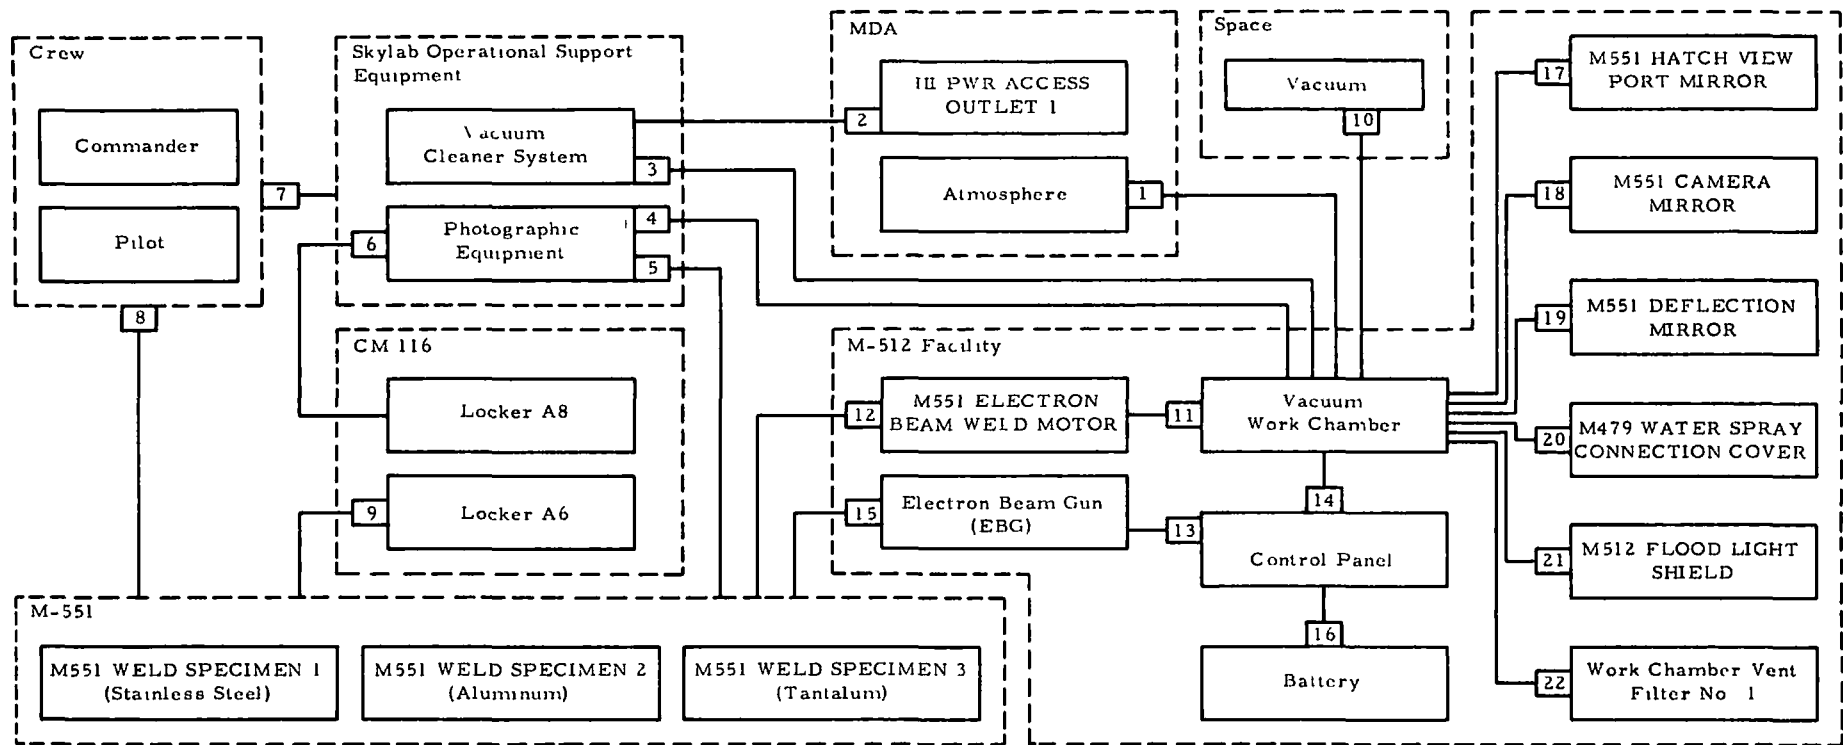 Crew
Commander
Pilot
7
8
Skylab Operational Support
Equipment
Vacuum
Cleaner System
3
Photographic
Equipment
4
5
6
CM 116
Locker A8
Locker A6
9
MDA
PWR ACCESS
OUTLET 1
2
Atmosphere
1
Space
Vacuum
10
M-512 Facility
M551 ELECTRON
BEAM WELD MOTOR
12
Electron Beam Gun
(EBG)
15
11
Vacuum
Work Chamber
14
13
Control Panel
16
Battery
17
M551 HATCH VIEW
PORT MIRROR
18
M551 CAMERA
MIRROR
19
M551 DEFLECTION
MIRROR
20
M479 WATER SPRAY
CONNECTION COVER
21
M512 FLOOD LIGHT
SHIELD
22
Work Chamber Vent
Filter No 1
M-551
M551 WELD SPECIMEN 1
(Stainless Steel)
M551 WELD SPECIMEN 2
(Aluminum)
M551 WELD SPECIMEN 3
(Tantalum)